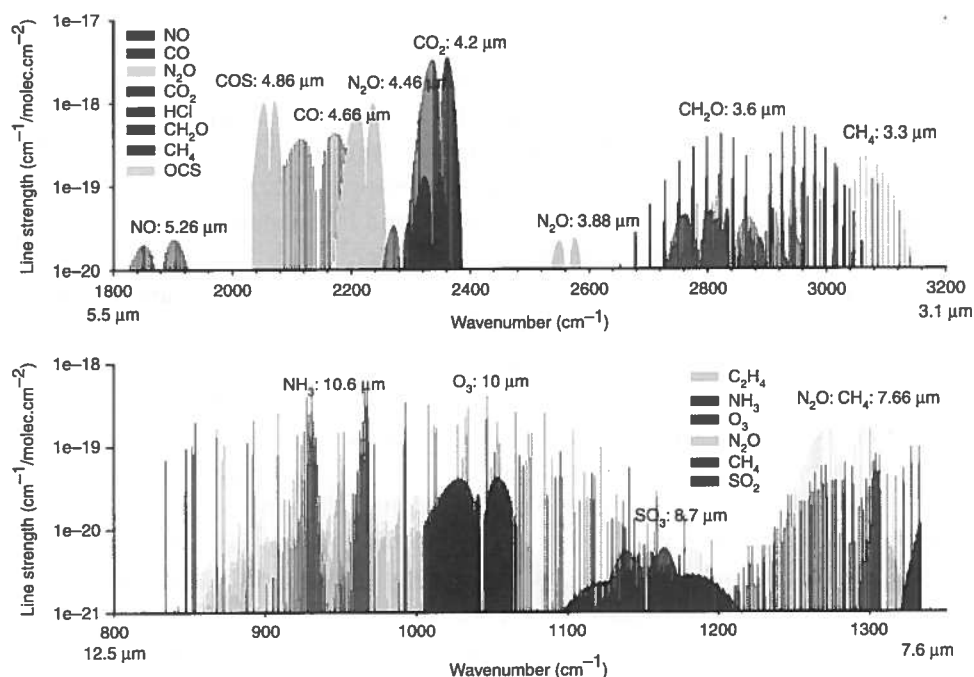 Line strength (cm⁻¹/molec.cm⁻²)
1e−17
1e−18
1e−19
1e−20
NO
CO
N₂O
CO₂
HCl
CH₂O
CH₄
OCS
NO: 5.26 μm
COS: 4.86 μm
CO: 4.66 μm
N₂O: 4.46 μm
CO₂: 4.2 μm
N₂O: 3.88 μm
CH₂O: 3.6 μm
CH₄: 3.3 μm
1800 2000 2200 2400 2600 2800 3000 3200
5.5 μm Wavenumber (cm⁻¹) 3.1 μm
Line strength (cm⁻¹/molec.cm⁻²)
1e−18
1e−19
1e−20
1e−21
NH₃: 10.6 μm
O₃: 10 μm
C₂H₄
NH₃
O₃
N₂O
CH₄
SO₂
N₂O: CH₄: 7.66 μm
SO₃: 8.7 μm
800 900 1000 1100 1200 1300
12.5 μm Wavenumber (cm⁻¹) 7.6 μm